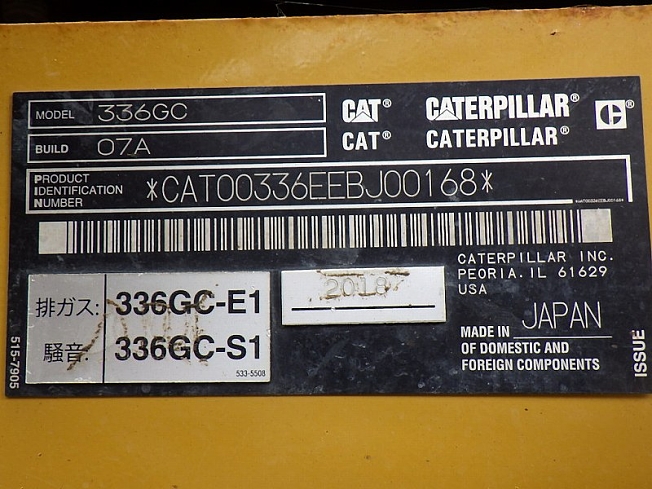 MODEL 336GC CAT® CATERPILLAR® C®
BUILD 07A CAT® CATERPILLAR®
PRODUCT
IDENTIFICATION
NUMBER
*CAT00336EEBJ00168*
CATERPILLAR INC.
PEORIA. IL 61629
USA
排ガス: 336GC-E1
騒音: 336GC-S1
533-5508
2018
MADE IN JAPAN
OF DOMESTIC AND
FOREIGN COMPONENTS
515-7905
ISSUE